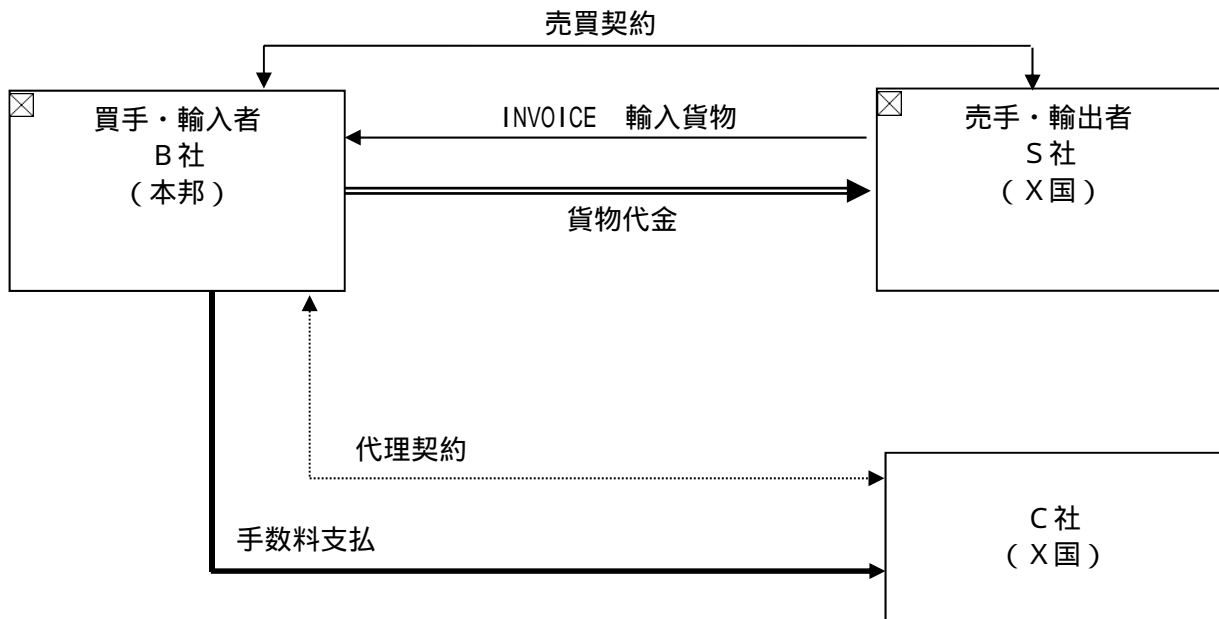 売買契約
買手・輸入者
B社
(本邦)
INVOICE 輸入貨物
売手・輸出者
S社
(X国)
貨物代金
代理契約
手数料支払
C社
(X国)